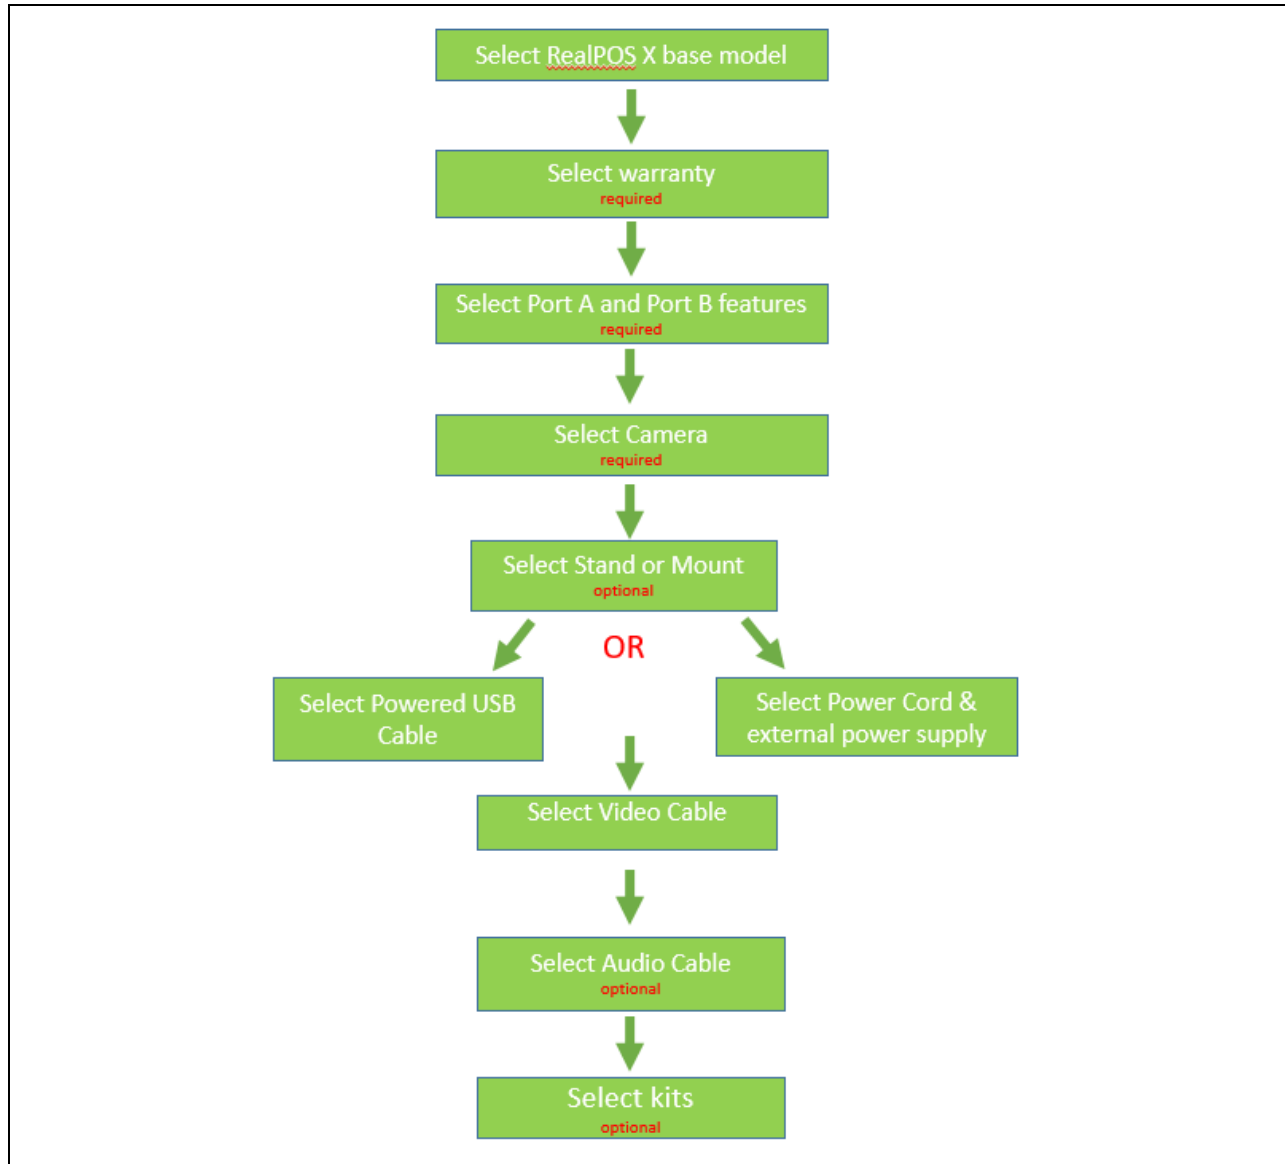 Select RealPOS X base model
Select warranty
required
Select Port A and Port B features
required
Select Camera
required
Select Stand or Mount
optional
OR
Select Powered USB
Cable
Select Power Cord &
external power supply
Select Video Cable
Select Audio Cable
optional
Select kits
optional